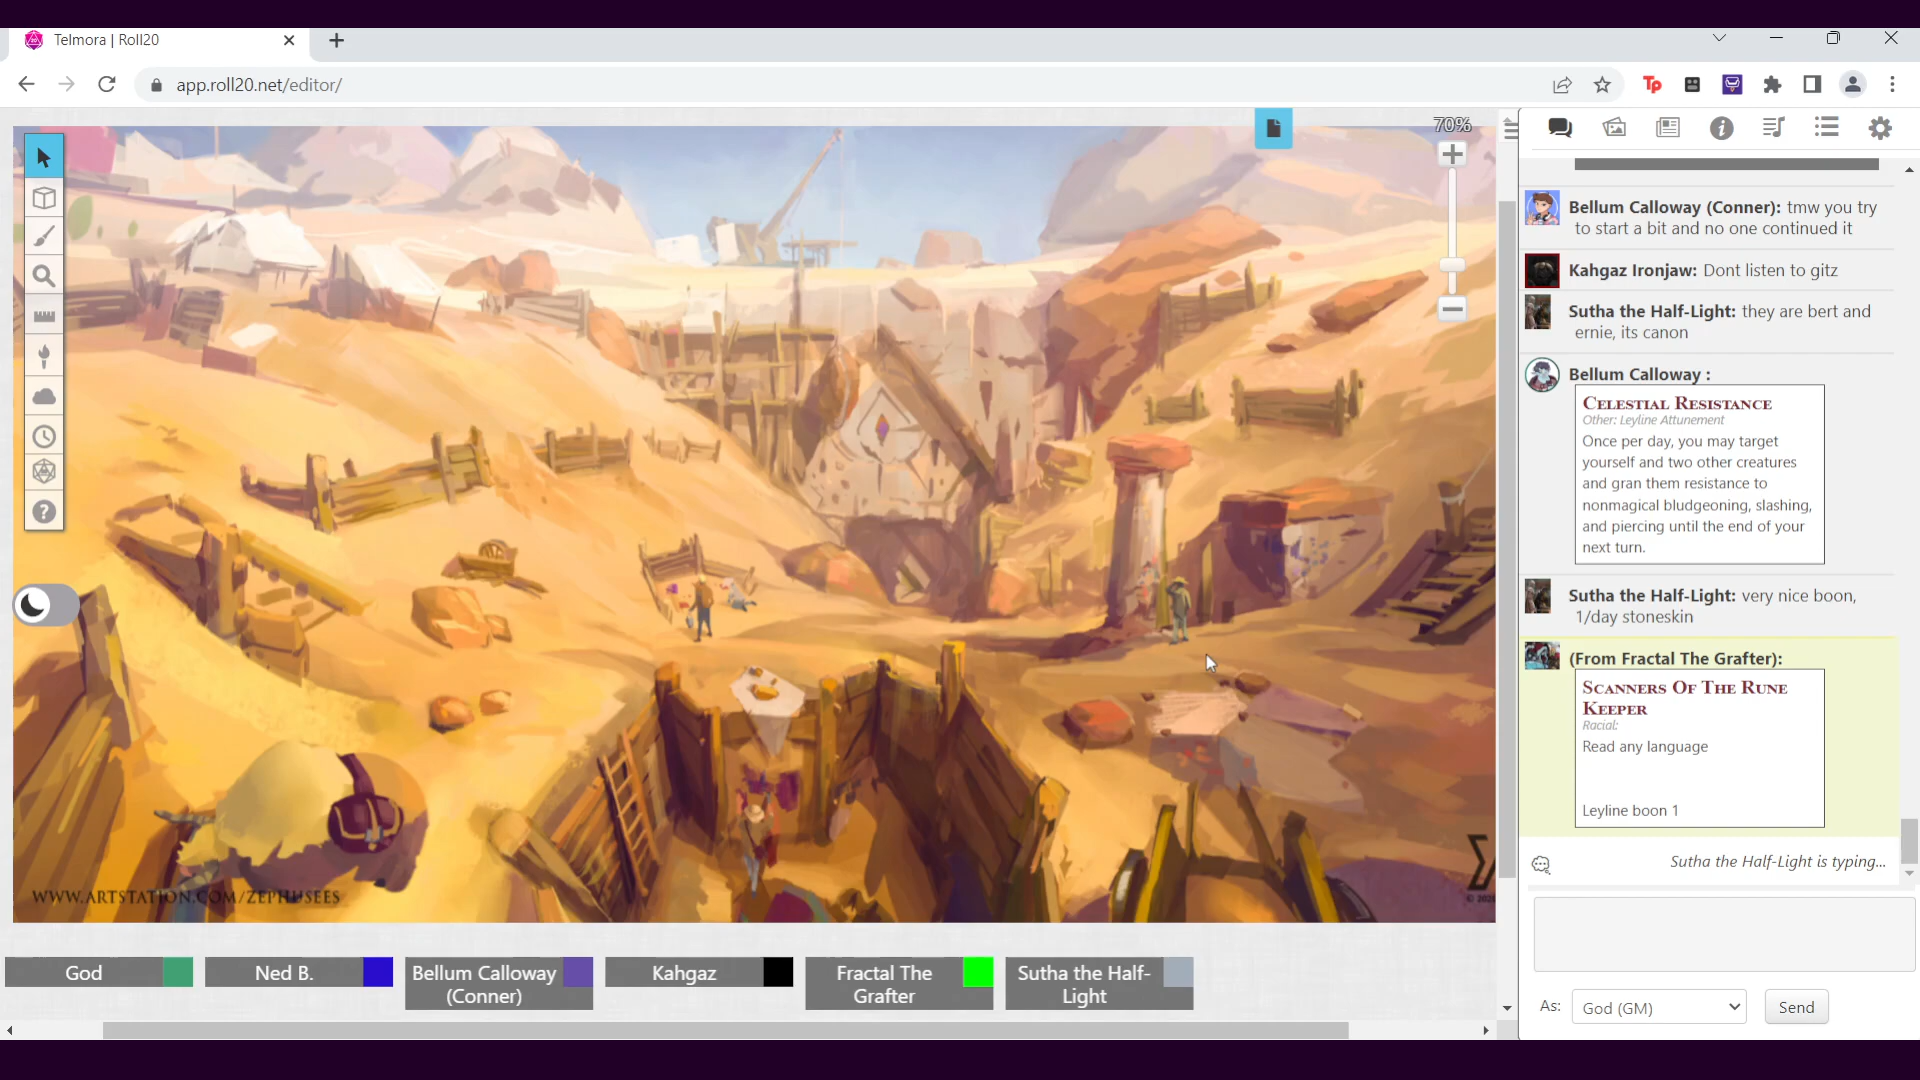 Telmora | Roll20
app.roll20.net/editor/
Tp
70%
Bellum Calloway (Conner): tmw you try
to start a bit and no one continued it
Kahgaz Ironjaw: Dont listen to gitz
Sutha the Half-Light: they are bert and
ernie, its canon
Bellum Calloway :
CELESTIAL RESISTANCE
Other: Leyline Attunement
Once per day, you may target
yourself and two other creatures
and gran them resistance to
nonmagical bludgeoning, slashing,
and piercing until the end of your
next turn.
Sutha the Half-Light: very nice boon,
1/day stoneskin
(From Fractal The Grafter):
SCANNERS OF THE RUNE
KEEPER
Racial:
Read any language
Leyline boon 1
Sutha the Half-Light is typing...
WWW.ARTSTATION.COM/ZEPHYSEES
God
Ned B.
Bellum Calloway
(Conner)
Kahgaz
Fractal The
Grafter
Sutha the Half-
Light
As:
God (GM)
Send